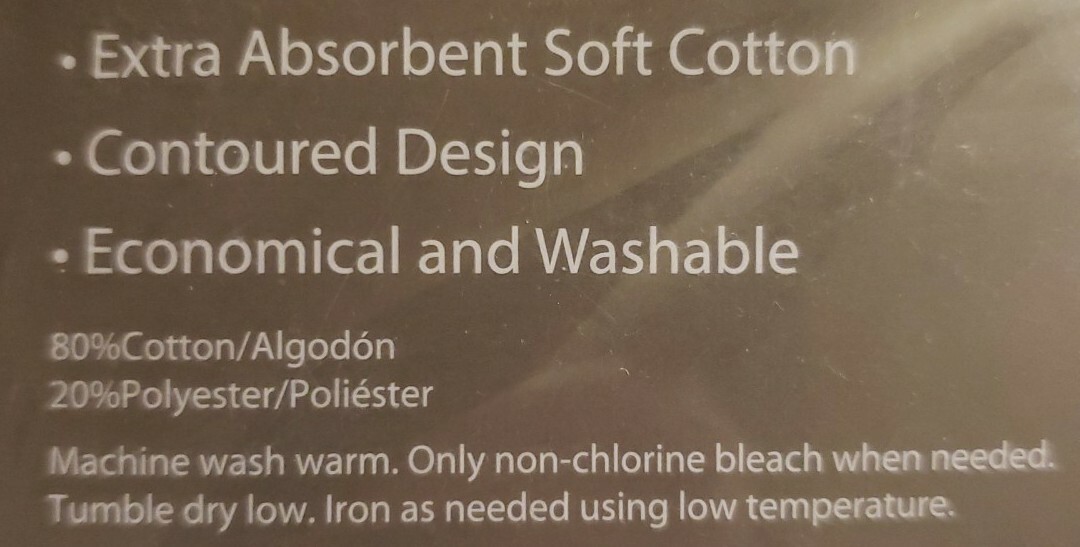 • Extra Absorbent Soft Cotton
• Contoured Design
• Economical and Washable
80%Cotton/Algodón
20%Polyester/Poliéster
Machine wash warm. Only non-chlorine bleach when needed.
Tumble dry low. Iron as needed using low temperature.